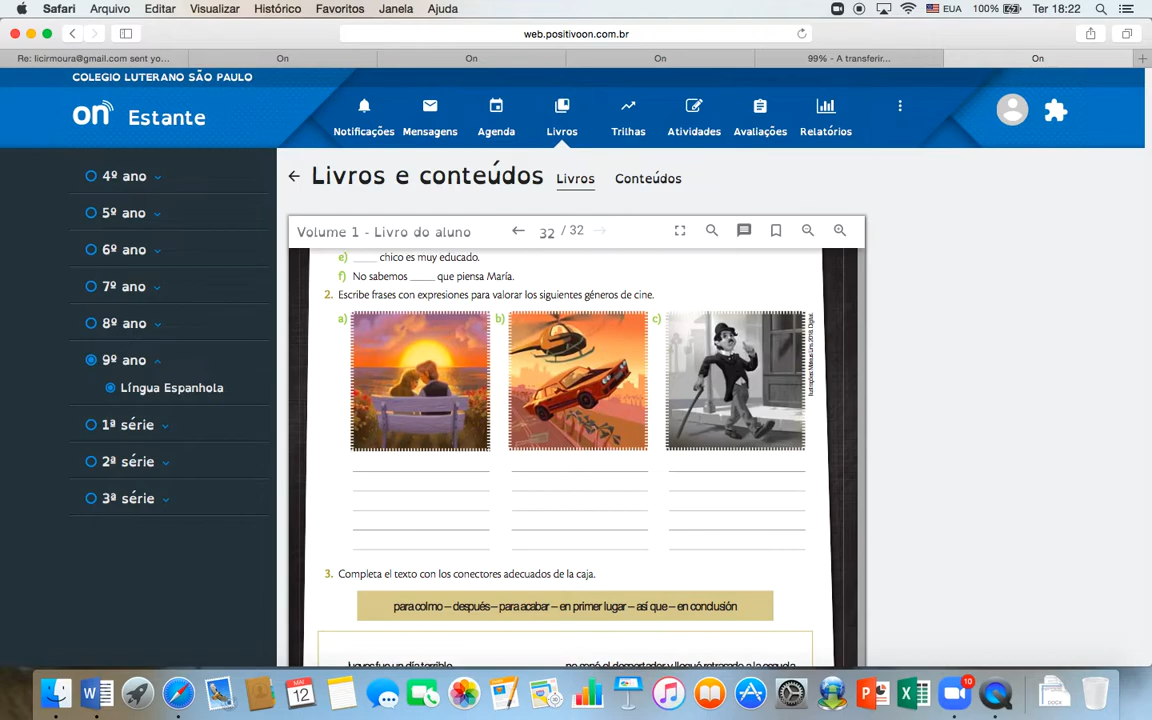 Safari Arquivo Editar Visualizar Histórico Favoritos Janela Ajuda EUA 100% Ter 18:22
web.positivoon.com.br
Re: licirmoura@gmail.com sent yo... On On On 99% - A transferir... On
COLEGIO LUTERANO SÃO PAULO
on Estante
Notificações Mensagens Agenda Livros Trilhas Atividades Avaliações Relatórios
4º ano
5º ano
6º ano
7º ano
8º ano
9º ano
Língua Espanhola
1ª série
2ª série
3ª série
Livros e conteúdos Livros Conteúdos
Volume 1 - Livro do aluno 32 / 32
e) _____ chico es muy educado.
f) No sabemos _____ que piensa María.
2. Escribe frases con expresiones para valorar los siguientes géneros de cine.
a) b) c)
3. Completa el texto con los conectores adecuados de la caja.
para colmo – después – para acabar – en primer lugar – así que – en conclusión
MAI
12
10
DOCX